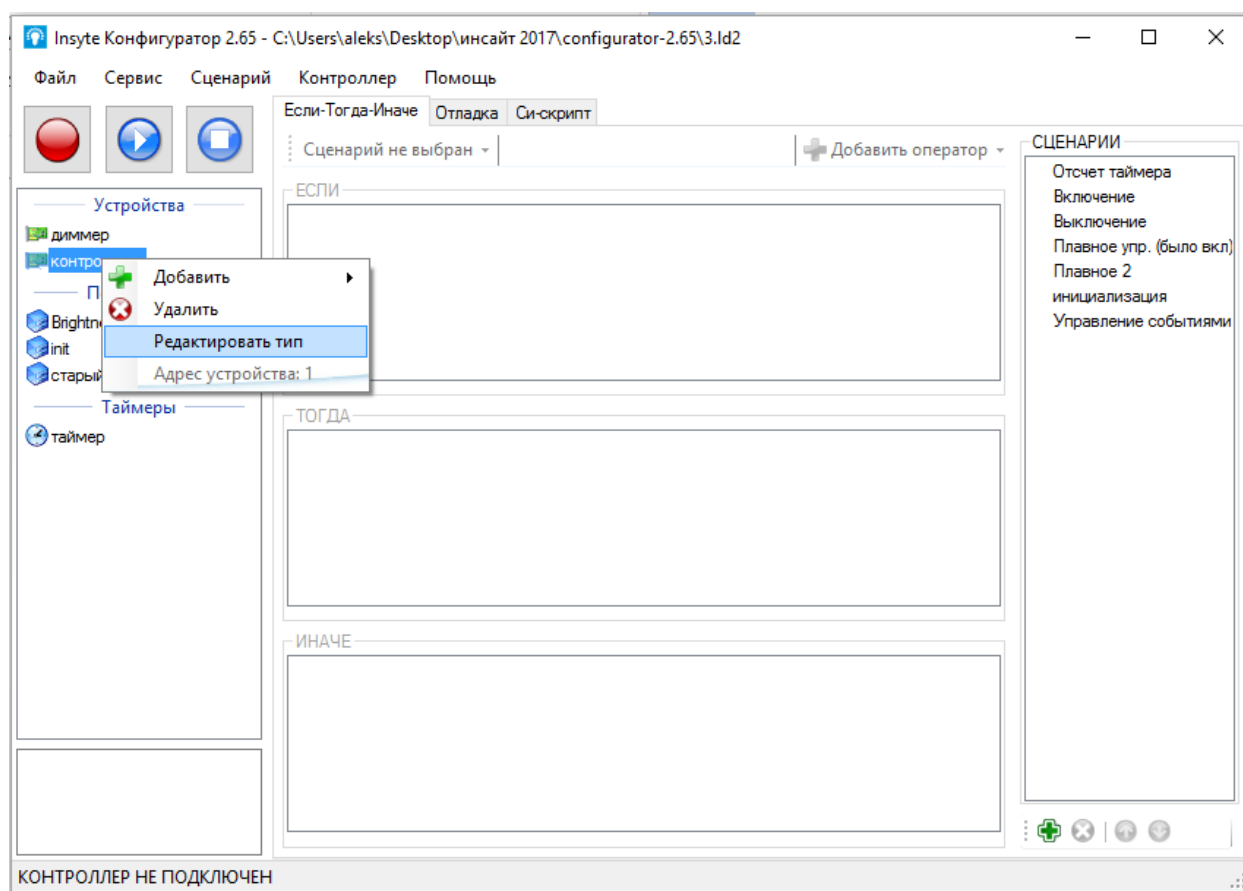 Insyte Конфигуратор 2.65 - C:\Users\aleks\Desktop\инсайт 2017\configurator-2.65\3.ld2
Файл Сервис Сценарий Контроллер Помощь
Если-Тогда-Иначе Отладка Си-скрипт
Сценарий не выбран Добавить оператор
Устройства
диммер
контро
Добавить
Удалить
Редактировать тип
Адрес устройства: 1
П
Brightn
init
старый
Таймеры
таймер
ЕСЛИ
ТОГДА
ИНАЧЕ
СЦЕНАРИИ
Отсчет таймера
Включение
Выключение
Плавное упр. (было вкл)
Плавное 2
инициализация
Управление событиями
КОНТРОЛЛЕР НЕ ПОДКЛЮЧЕН